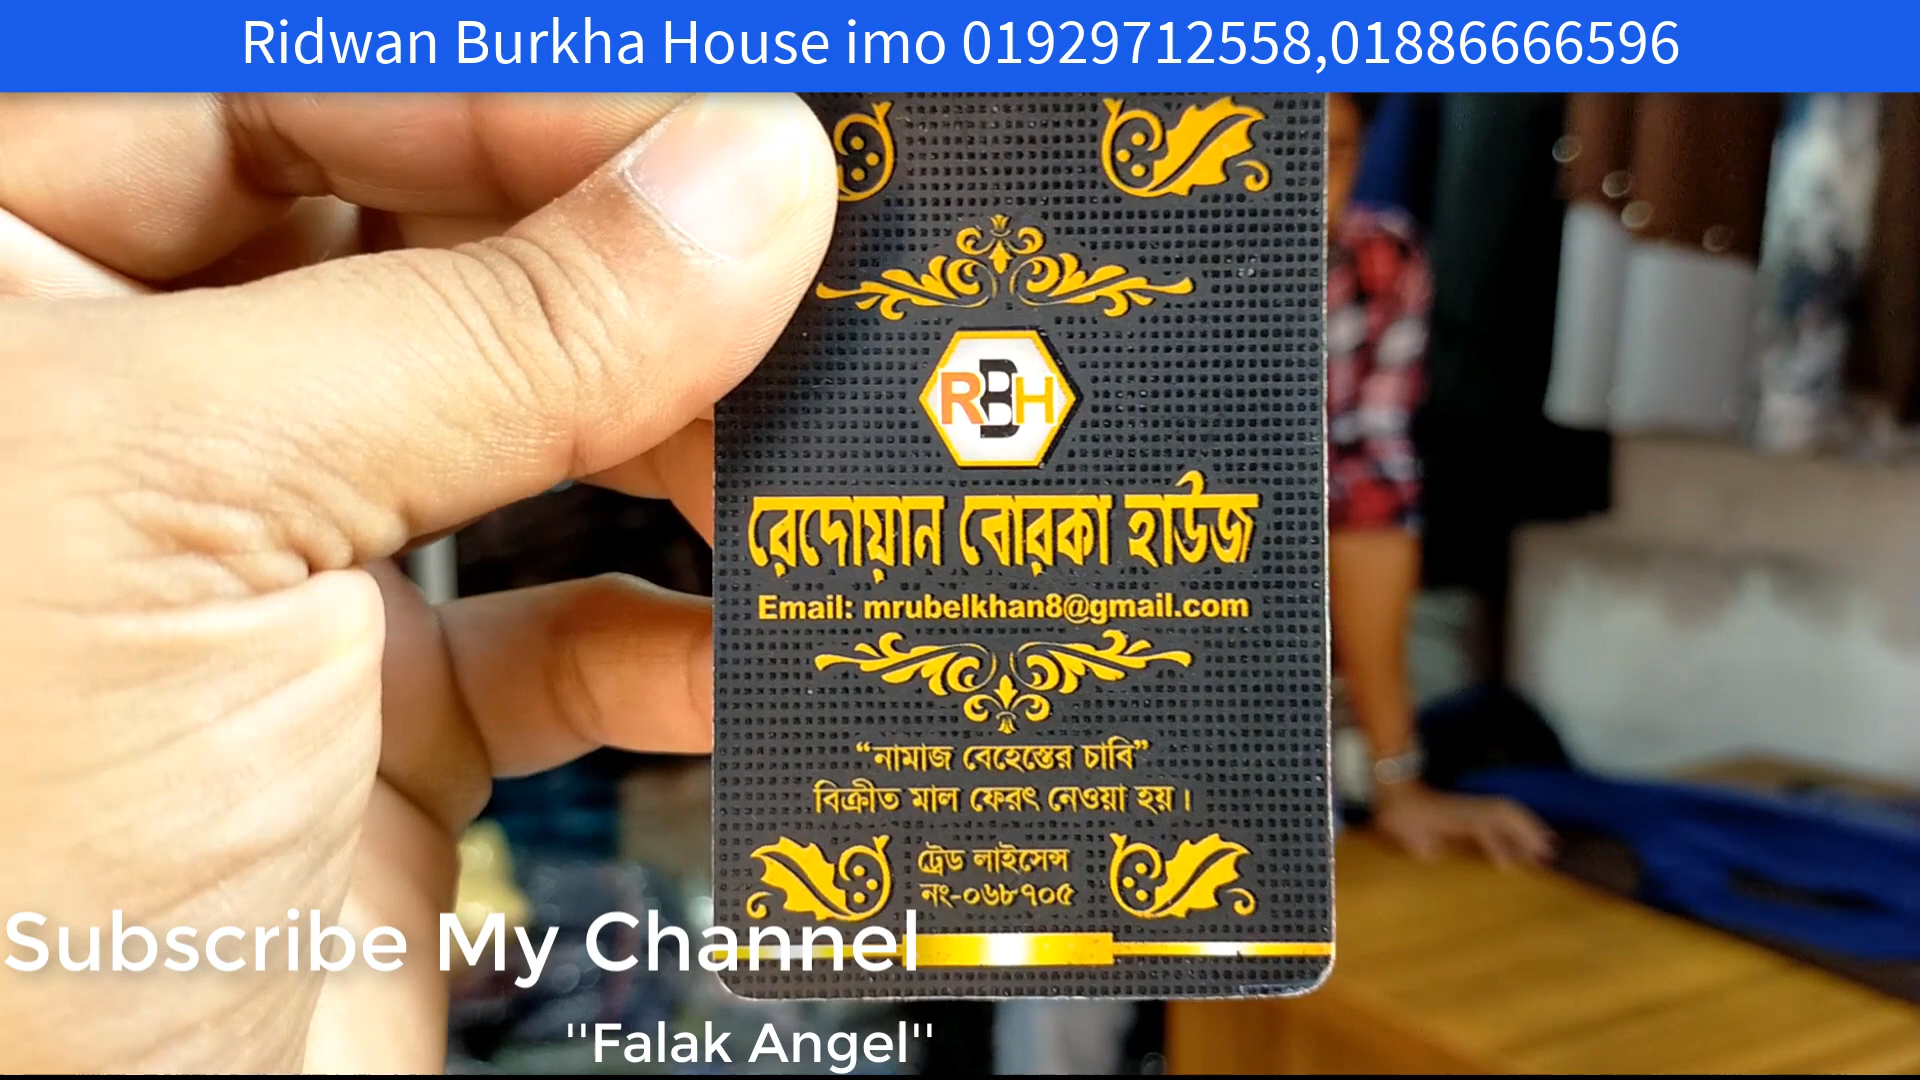 Ridwan Burkha House imo 01929712558,01886666596
RBH
রেদোয়ান বোরকা হাউজ
Email: mrubelkhan8@gmail.com
“নামাজ বেহেস্তের চাবি”
বিক্রীত মাল ফেরৎ নেওয়া হয়।
ট্রেড লাইসেন্স
নং-০৬৮৭০৫
Subscribe My Channel
"Falak Angel"